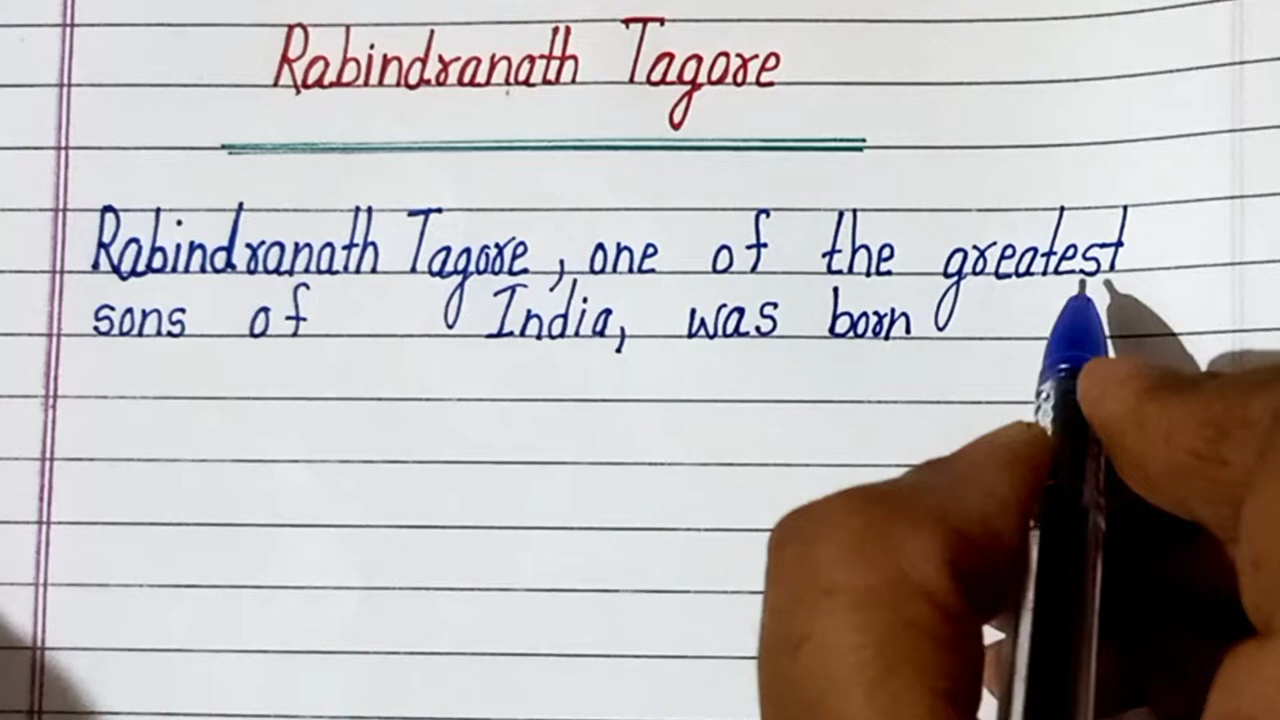 Rabindranath Tagore
Rabindranath Tagore, one of the greatest
sons of India, was born